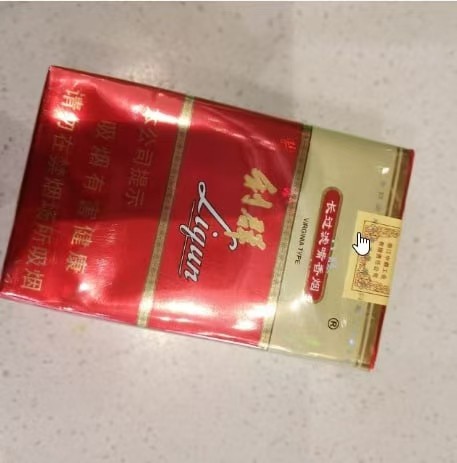 长过滤嘴香烟
®
VIRGINIA TYPE
利群
Liqun
本公司提示
吸烟有害健康
请勿在禁烟场所吸烟